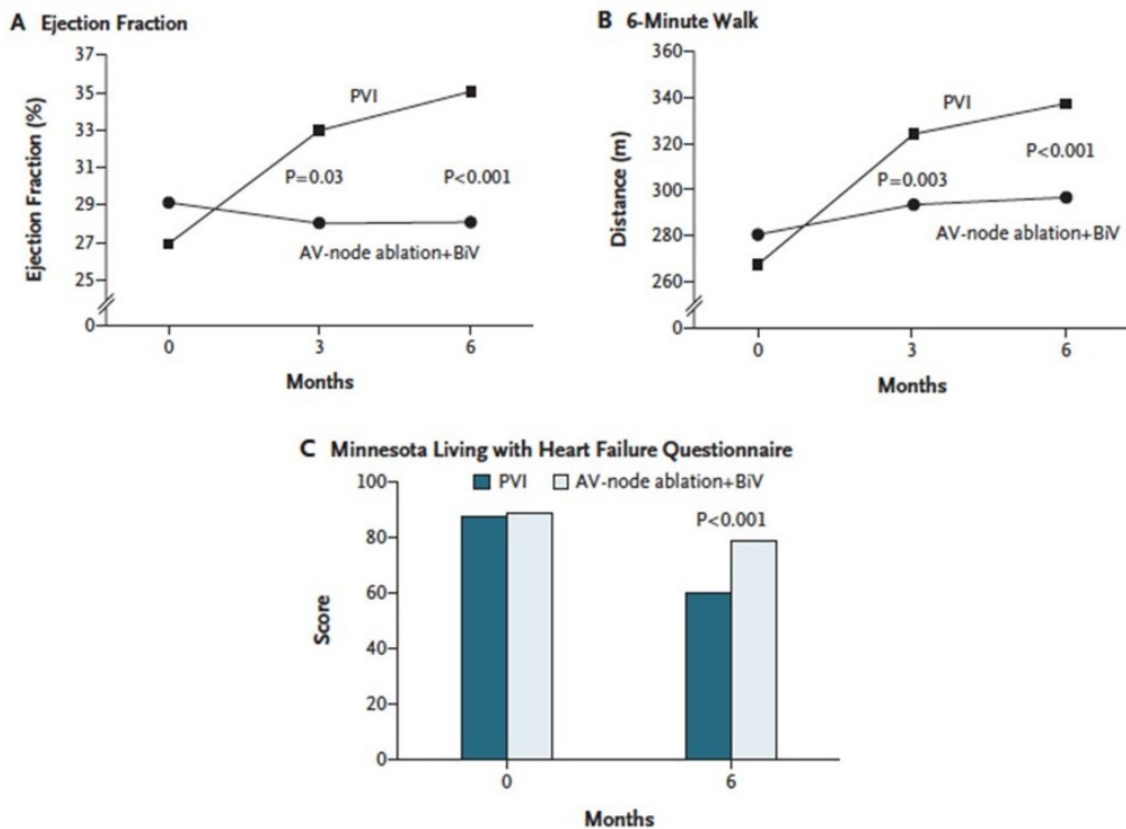 A Ejection Fraction
37
35
33
31
29
27
25
0
Ejection Fraction (%)
PVI
P=0.03
P<0.001
AV-node ablation+BiV
0 3 6
Months
B 6-Minute Walk
360
340
320
300
280
260
0
Distance (m)
PVI
P<0.001
P=0.003
AV-node ablation+BiV
0 3 6
Months
C Minnesota Living with Heart Failure Questionnaire
PVI AV-node ablation+BiV
P<0.001
100
80
60
40
20
0
Score
0 6
Months